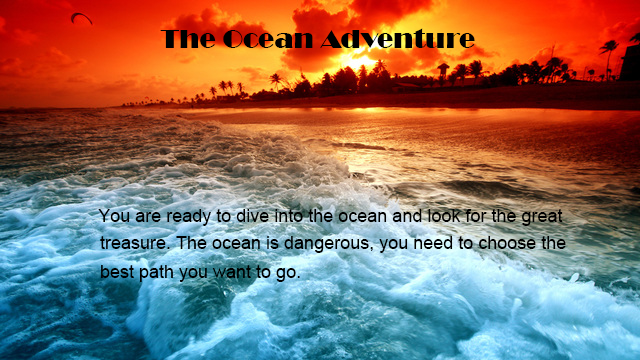 The Ocean Adventure
You are ready to dive into the ocean and look for the great
treasure. The ocean is dangerous, you need to choose the
best path you want to go.